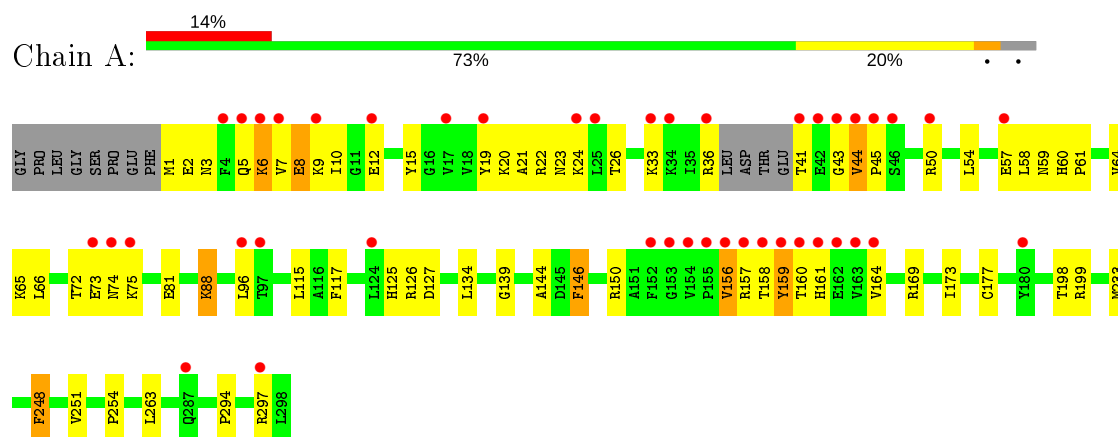 14%
Chain A:
73% 20% • •
GLY PRO LEU GLY SER PRO GLU PHE M1 E2 N3 F4 Q5 K6 V7 E8 K9 I10 G11 E12 Y15 G16 V17 V18 Y19 K20 A21 R22 N23 K24 L25 T26 K33 K34 I35 R36 LEU ASP THR GLU T41 E42 G43 V44 P45 S46 R50 L54 E57 L58 N59 H60 P61 V64
K65 L66 T72 E73 N74 K75 E81 K88 L96 T97 L115 A116 F117 L124 H125 R126 D127 L134 G139 A144 D145 F146 R150 A151 F152 G153 V154 P155 V156 R157 T158 Y159 T160 H161 E162 V163 V164 R169 I173 C177 Y180 T198 R199 M233
F248 V251 P254 L263 Q287 P294 R297 L298